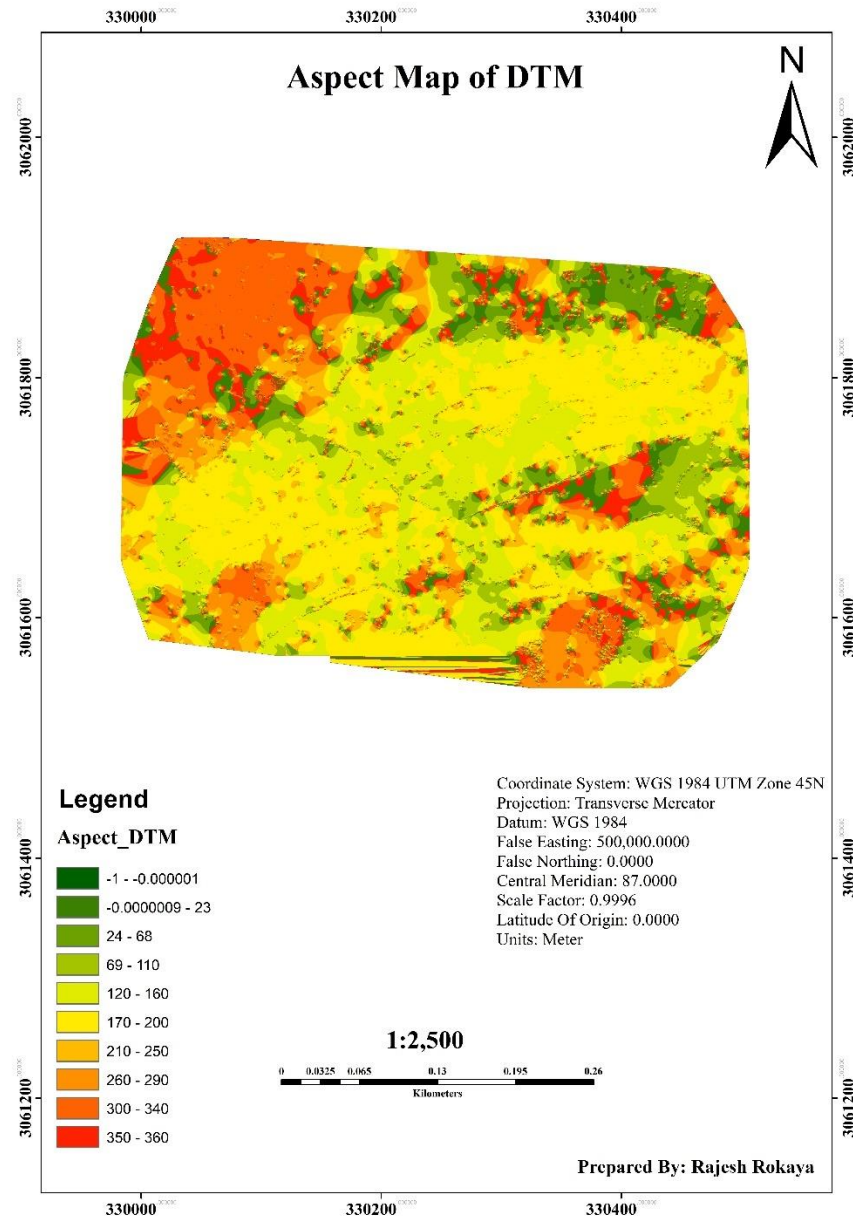 330000
330200
330400
Aspect Map of DTM
N
3062000
3062000
3061800
3061800
3061600
3061600
Coordinate System: WGS 1984 UTM Zone 45N
Projection: Transverse Mercator
Datum: WGS 1984
False Easting: 500,000.0000
False Northing: 0.0000
Central Meridian: 87.0000
Scale Factor: 0.9996
Latitude Of Origin: 0.0000
Units: Meter
Legend
Aspect_DTM
3061400
3061400
-1 - -0.000001
-0.0000009 - 23
24 - 68
69 - 110
120 - 160
170 - 200
210 - 250
260 - 290
300 - 340
350 - 360
1:2,500
0 0.0325 0.065 0.13 0.195 0.26
Kilometers
3061200
3061200
Prepared By: Rajesh Rokaya
330000
330200
330400